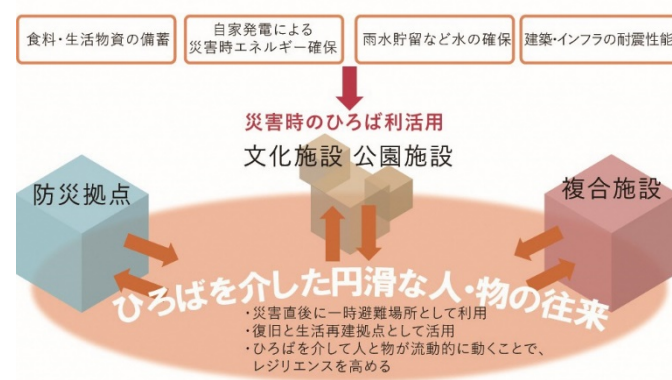 食料・生活物資の備蓄
自家発電による
災害時エネルギー確保
雨水貯留など水の確保
建築・インフラの耐震性能
災害時のひろば利活用
文化施設 公園施設
防災拠点
複合施設
ひろばを介した円滑な人・物の往来
・災害直後に一時避難場所として利用
・復旧と生活再建拠点として活用
・ひろばを介して人と物が流動的に動くことで、
レジリエンスを高める